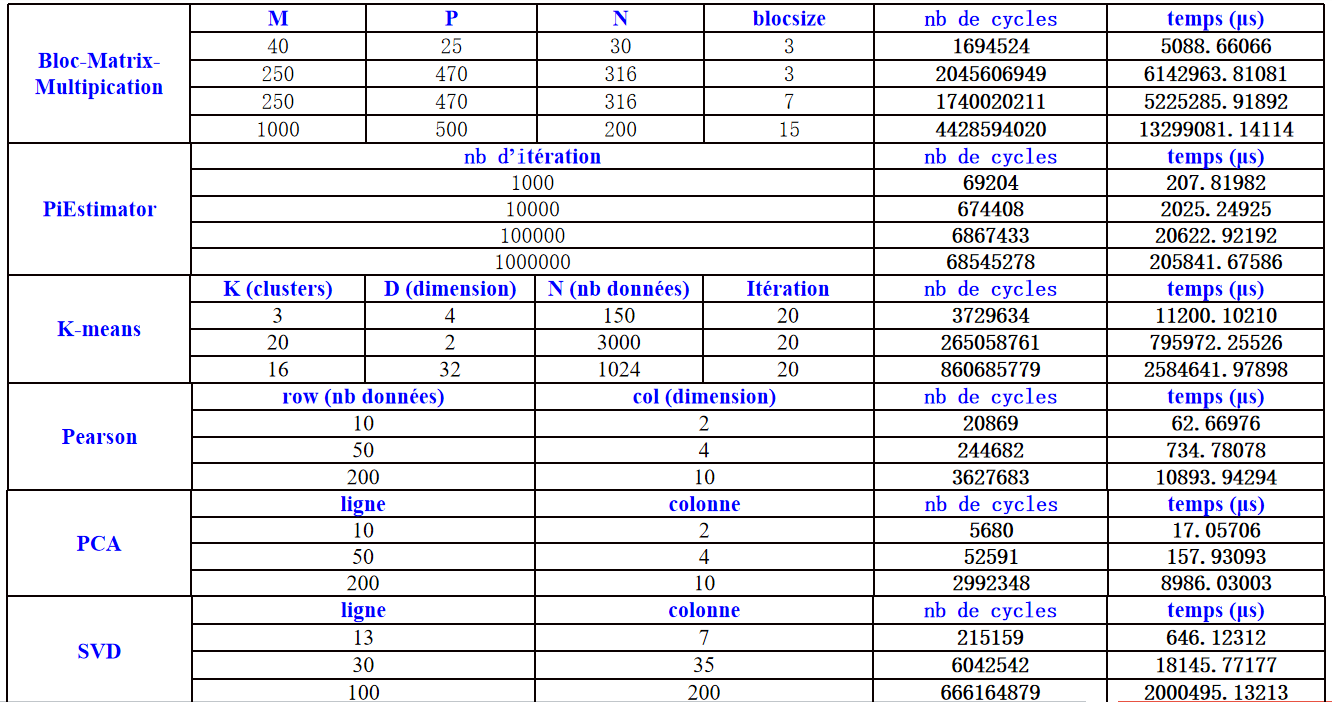 M P N blocsize nb de cycles temps (μs)
Bloc-Matrix-
Multipication
40 25 30 3 1694524 5088.66066
250 470 316 3 2045606949 6142963.81081
250 470 316 7 1740020211 5225285.91892
1000 500 200 15 4428594020 13299081.14114
PiEstimator
nb d’itération nb de cycles temps (μs)
1000 69204 207.81982
10000 674408 2025.24925
100000 6867433 20622.92192
1000000 68545278 205841.67586
K-means
K (clusters) D (dimension) N (nb données) Itération nb de cycles temps (μs)
3 4 150 20 3729634 11200.10210
20 2 3000 20 265058761 795972.25526
16 32 1024 20 860685779 2584641.97898
Pearson
row (nb données) col (dimension) nb de cycles temps (μs)
10 2 20869 62.66976
50 4 244682 734.78078
200 10 3627683 10893.94294
PCA
ligne colonne nb de cycles temps (μs)
10 2 5680 17.05706
50 4 52591 157.93093
200 10 2992348 8986.03003
SVD
ligne colonne nb de cycles temps (μs)
13 7 215159 646.12312
30 35 6042542 18145.77177
100 200 666164879 2000495.13213